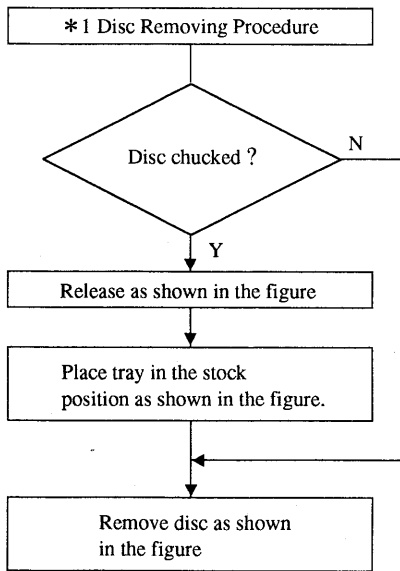 *1 Disc Removing Procedure
Disc chucked ?
N
Y
Release as shown in the figure
Place tray in the stock
position as shown in the figure.
Remove disc as shown
in the figure